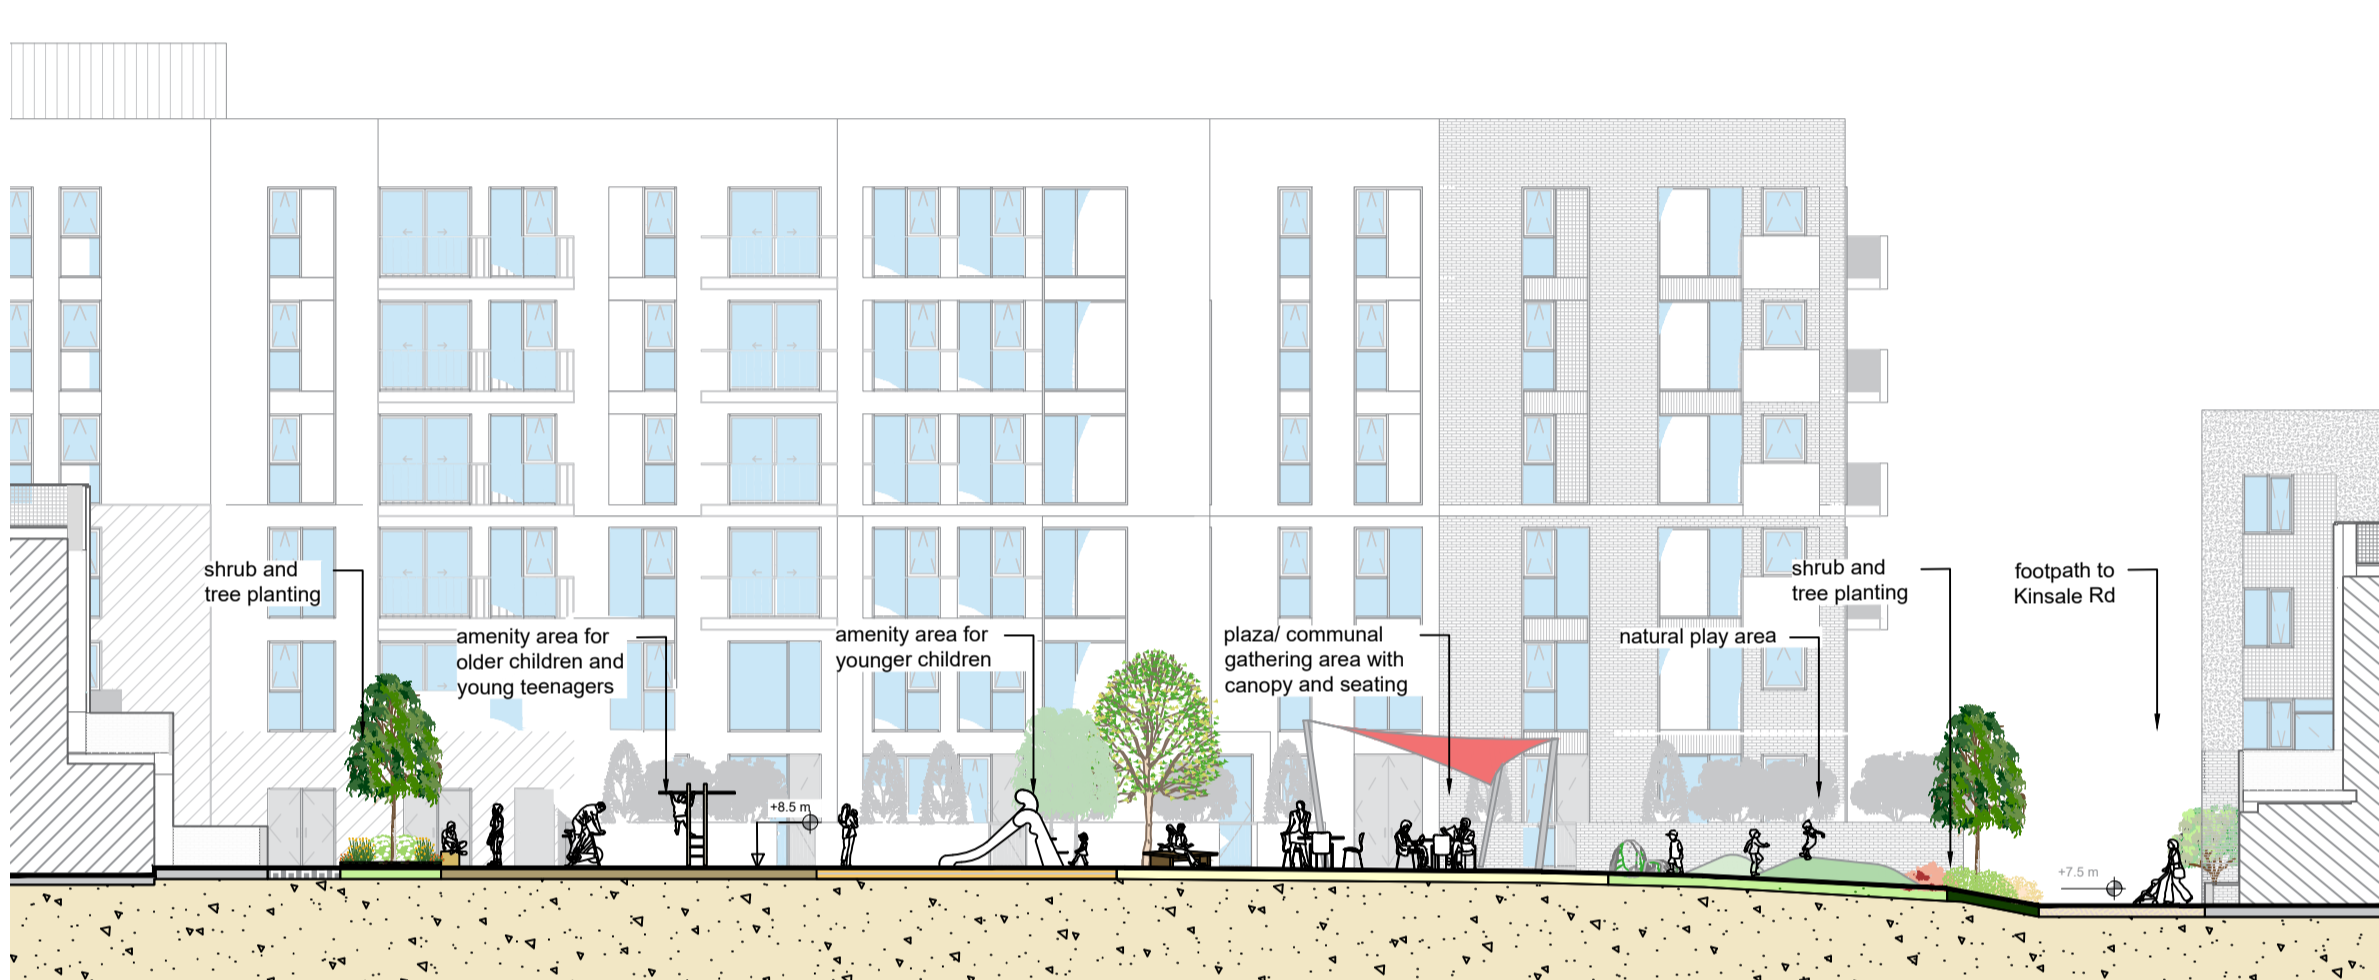 shrub and
tree planting
amenity area for
older children and
young teenagers
+8.5 m
amenity area for
younger children
plaza/ communal
gathering area with
canopy and seating
natural play area
shrub and
tree planting
footpath to
Kinsale Rd
+7.5 m